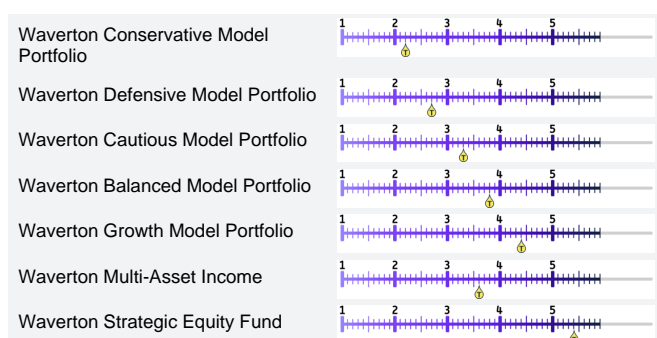 Waverton Conservative Model
Portfolio
1 2 3 4 5
T
Waverton Defensive Model Portfolio
1 2 3 4 5
T
Waverton Cautious Model Portfolio
1 2 3 4 5
T
Waverton Balanced Model Portfolio
1 2 3 4 5
T
Waverton Growth Model Portfolio
1 2 3 4 5
T
Waverton Multi-Asset Income
1 2 3 4 5
T
Waverton Strategic Equity Fund
1 2 3 4 5
T